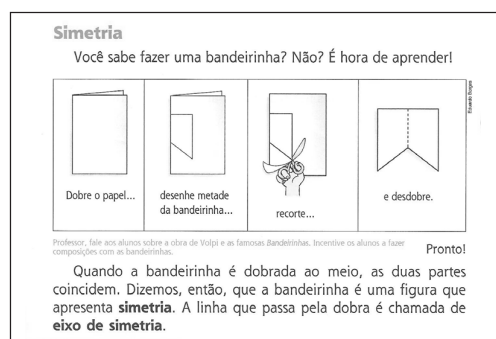 Simetria
Você sabe fazer uma bandeirinha? Não? É hora de aprender!
Eduardo Borges
Dobre o papel...
desenhe metade
da bandeirinha...
recorte...
e desdobre.
Professor, fale aos alunos sobre a obra de Volpi e as famosas Bandeirinhas. Incentive os alunos a fazer
composições com as bandeirinhas.
Pronto!
Quando a bandeirinha é dobrada ao meio, as duas partes
coincidem. Dizemos, então, que a bandeirinha é uma figura que
apresenta simetria. A linha que passa pela dobra é chamada de
eixo de simetria.